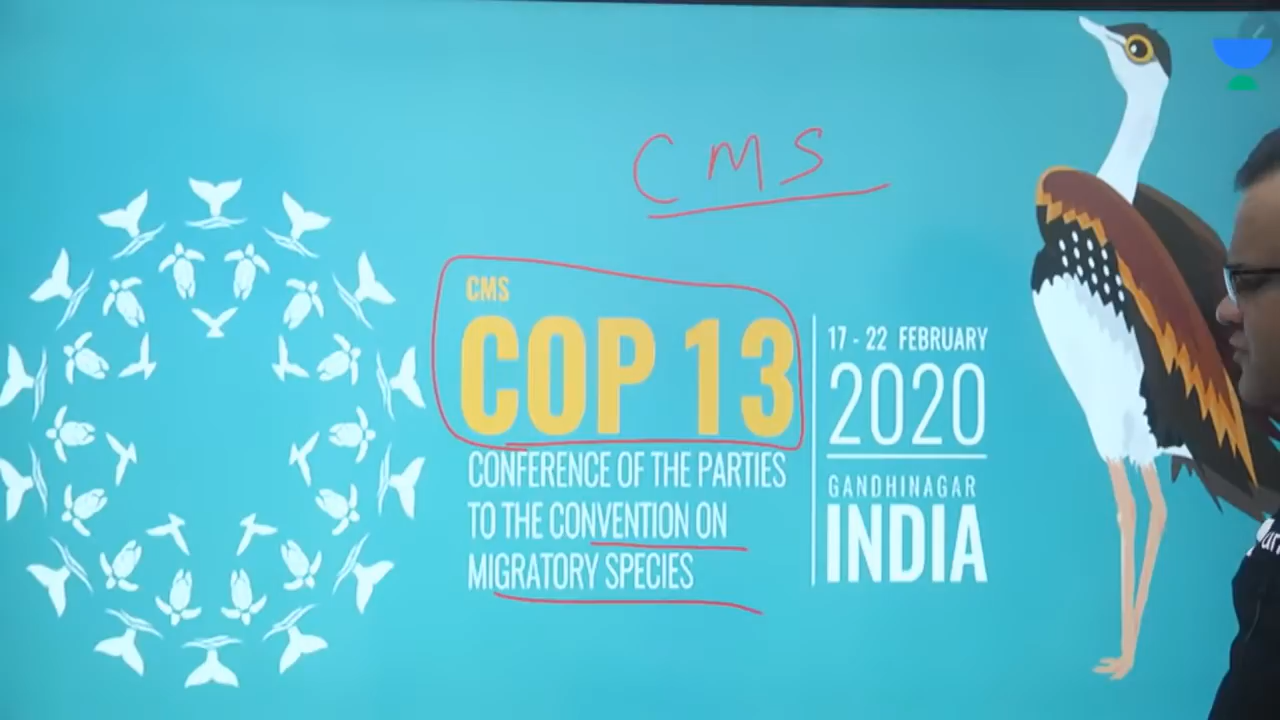 CMS
CMS
COP 13
CONFERENCE OF THE PARTIES
TO THE CONVENTION ON
MIGRATORY SPECIES
17 - 22 FEBRUARY
2020
GANDHINAGAR
INDIA